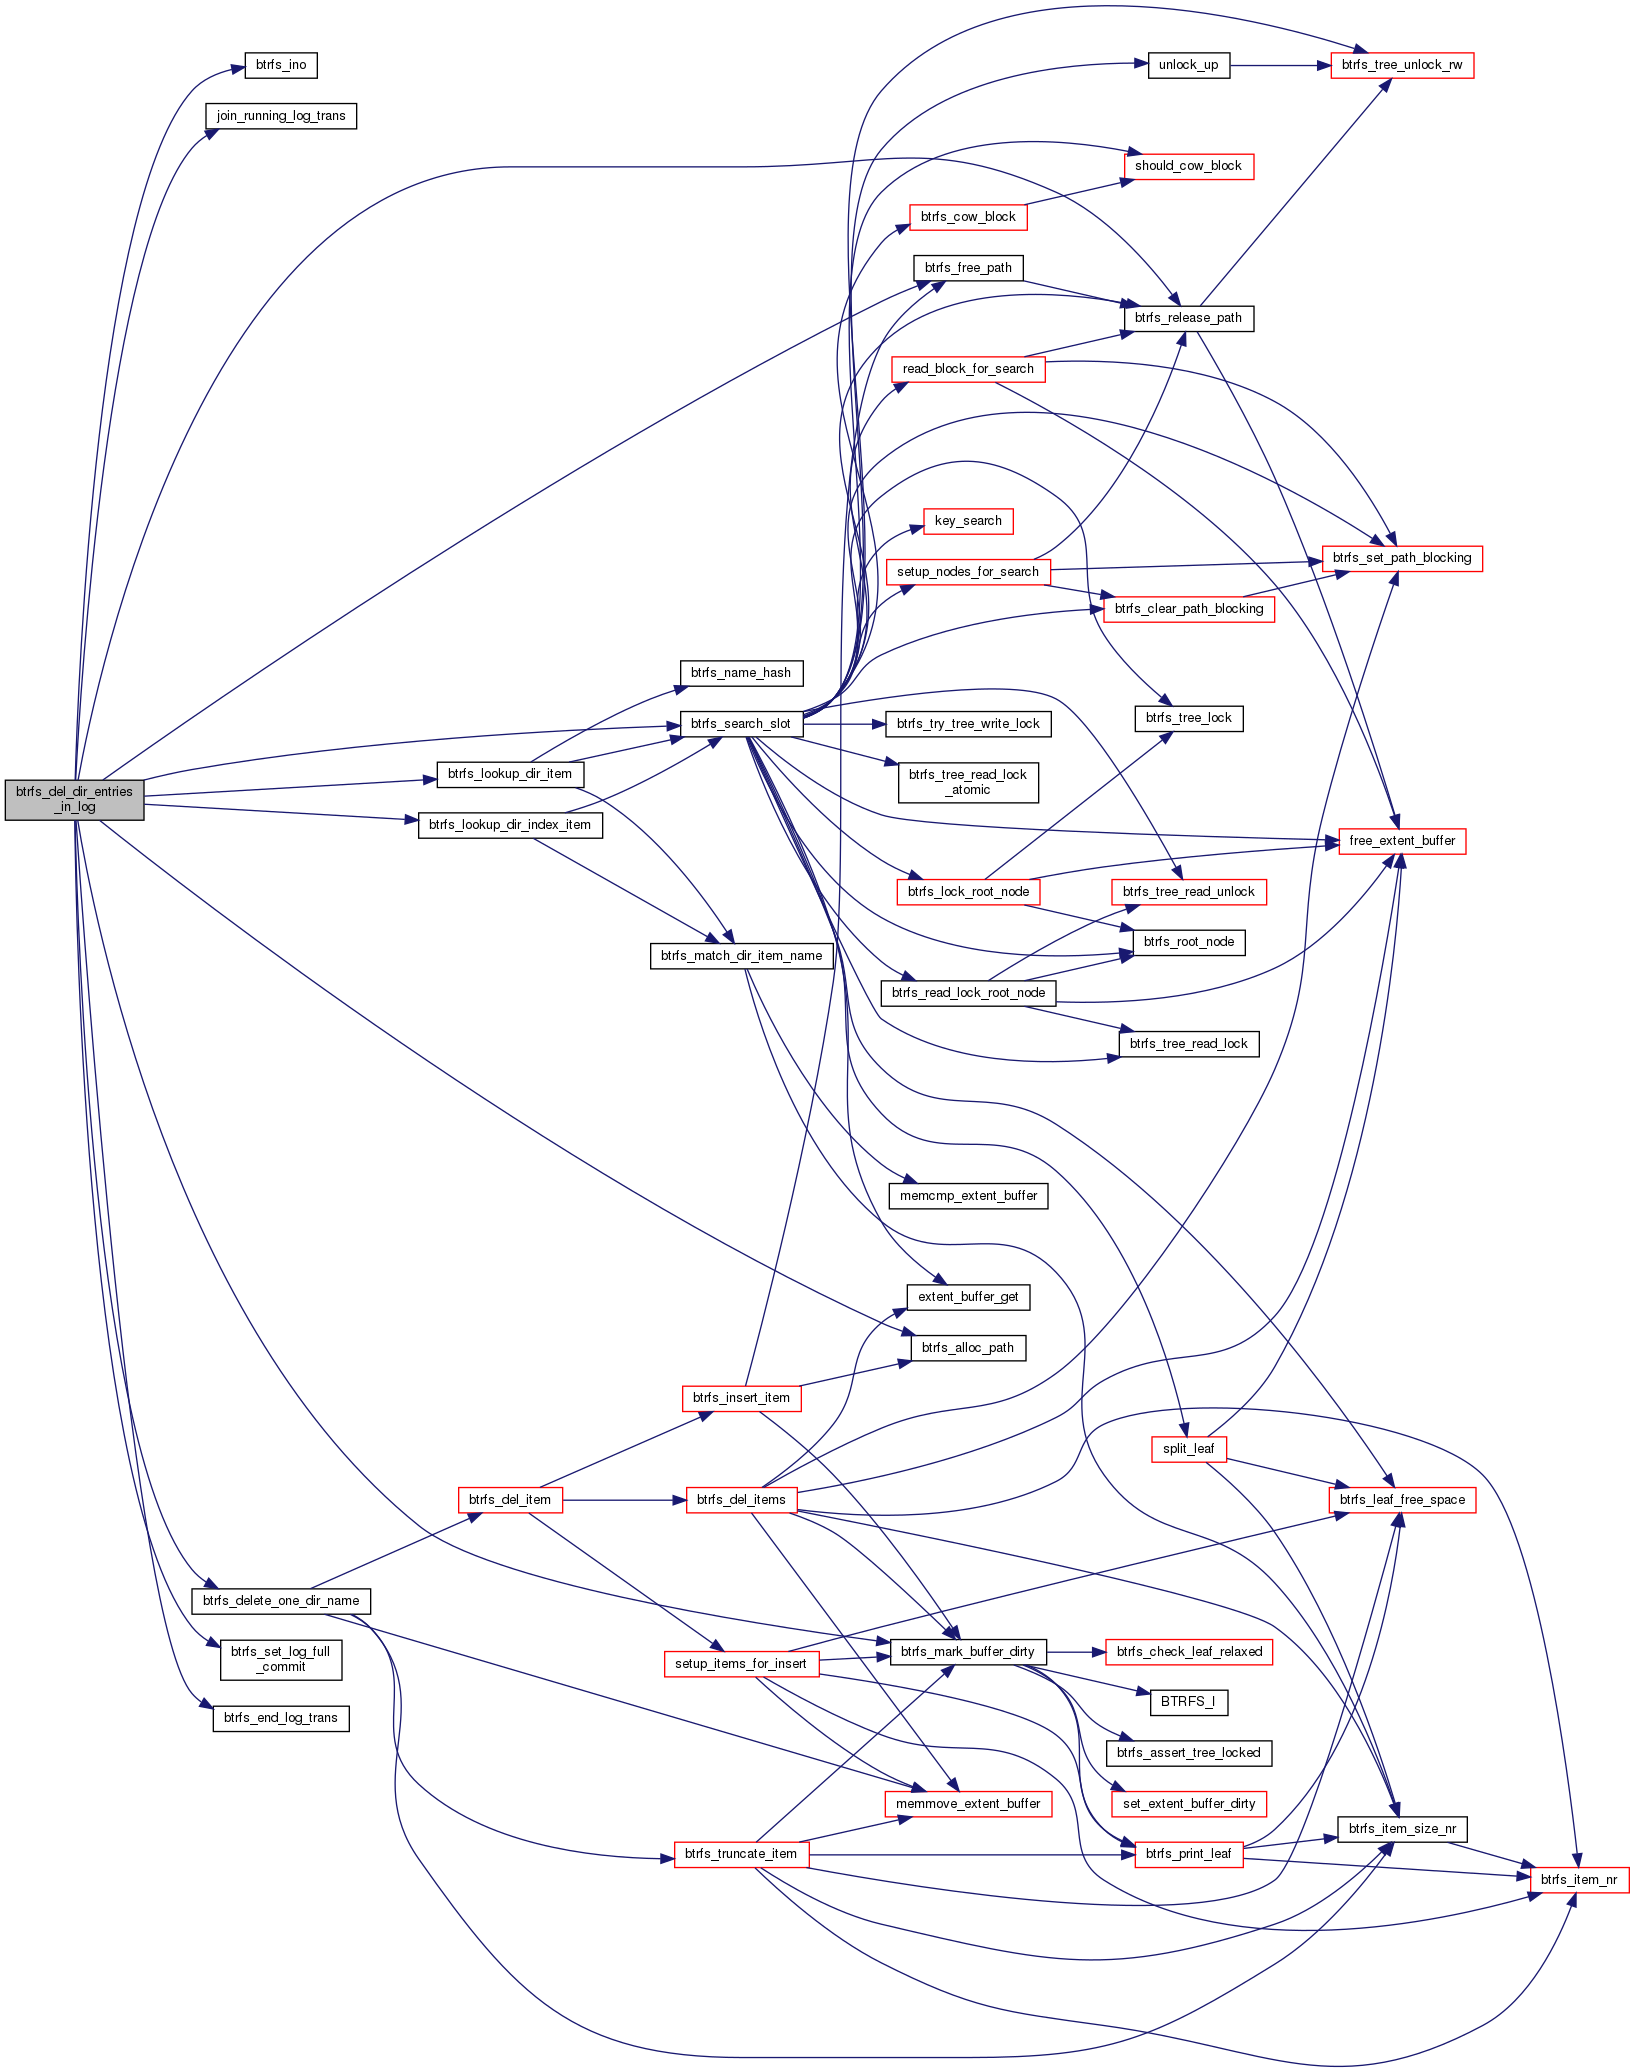 btrfs_ino
unlock_up
btrfs_tree_unlock_rw
join_running_log_trans
should_cow_block
btrfs_cow_block
btrfs_free_path
btrfs_release_path
read_block_for_search
key_search
btrfs_set_path_blocking
setup_nodes_for_search
btrfs_clear_path_blocking
btrfs_name_hash
btrfs_search_slot
btrfs_try_tree_write_lock
btrfs_tree_lock
btrfs_lookup_dir_item
btrfs_tree_read_lock
_atomic
btrfs_del_dir_entries
_in_log
btrfs_lookup_dir_index_item
free_extent_buffer
btrfs_lock_root_node
btrfs_tree_read_unlock
btrfs_root_node
btrfs_match_dir_item_name
btrfs_read_lock_root_node
btrfs_tree_read_lock
memcmp_extent_buffer
extent_buffer_get
btrfs_alloc_path
btrfs_insert_item
split_leaf
btrfs_del_item
btrfs_del_items
btrfs_leaf_free_space
btrfs_delete_one_dir_name
btrfs_set_log_full
_commit
setup_items_for_insert
btrfs_mark_buffer_dirty
btrfs_check_leaf_relaxed
BTRFS_I
btrfs_end_log_trans
btrfs_assert_tree_locked
memmove_extent_buffer
set_extent_buffer_dirty
btrfs_item_size_nr
btrfs_truncate_item
btrfs_print_leaf
btrfs_item_nr